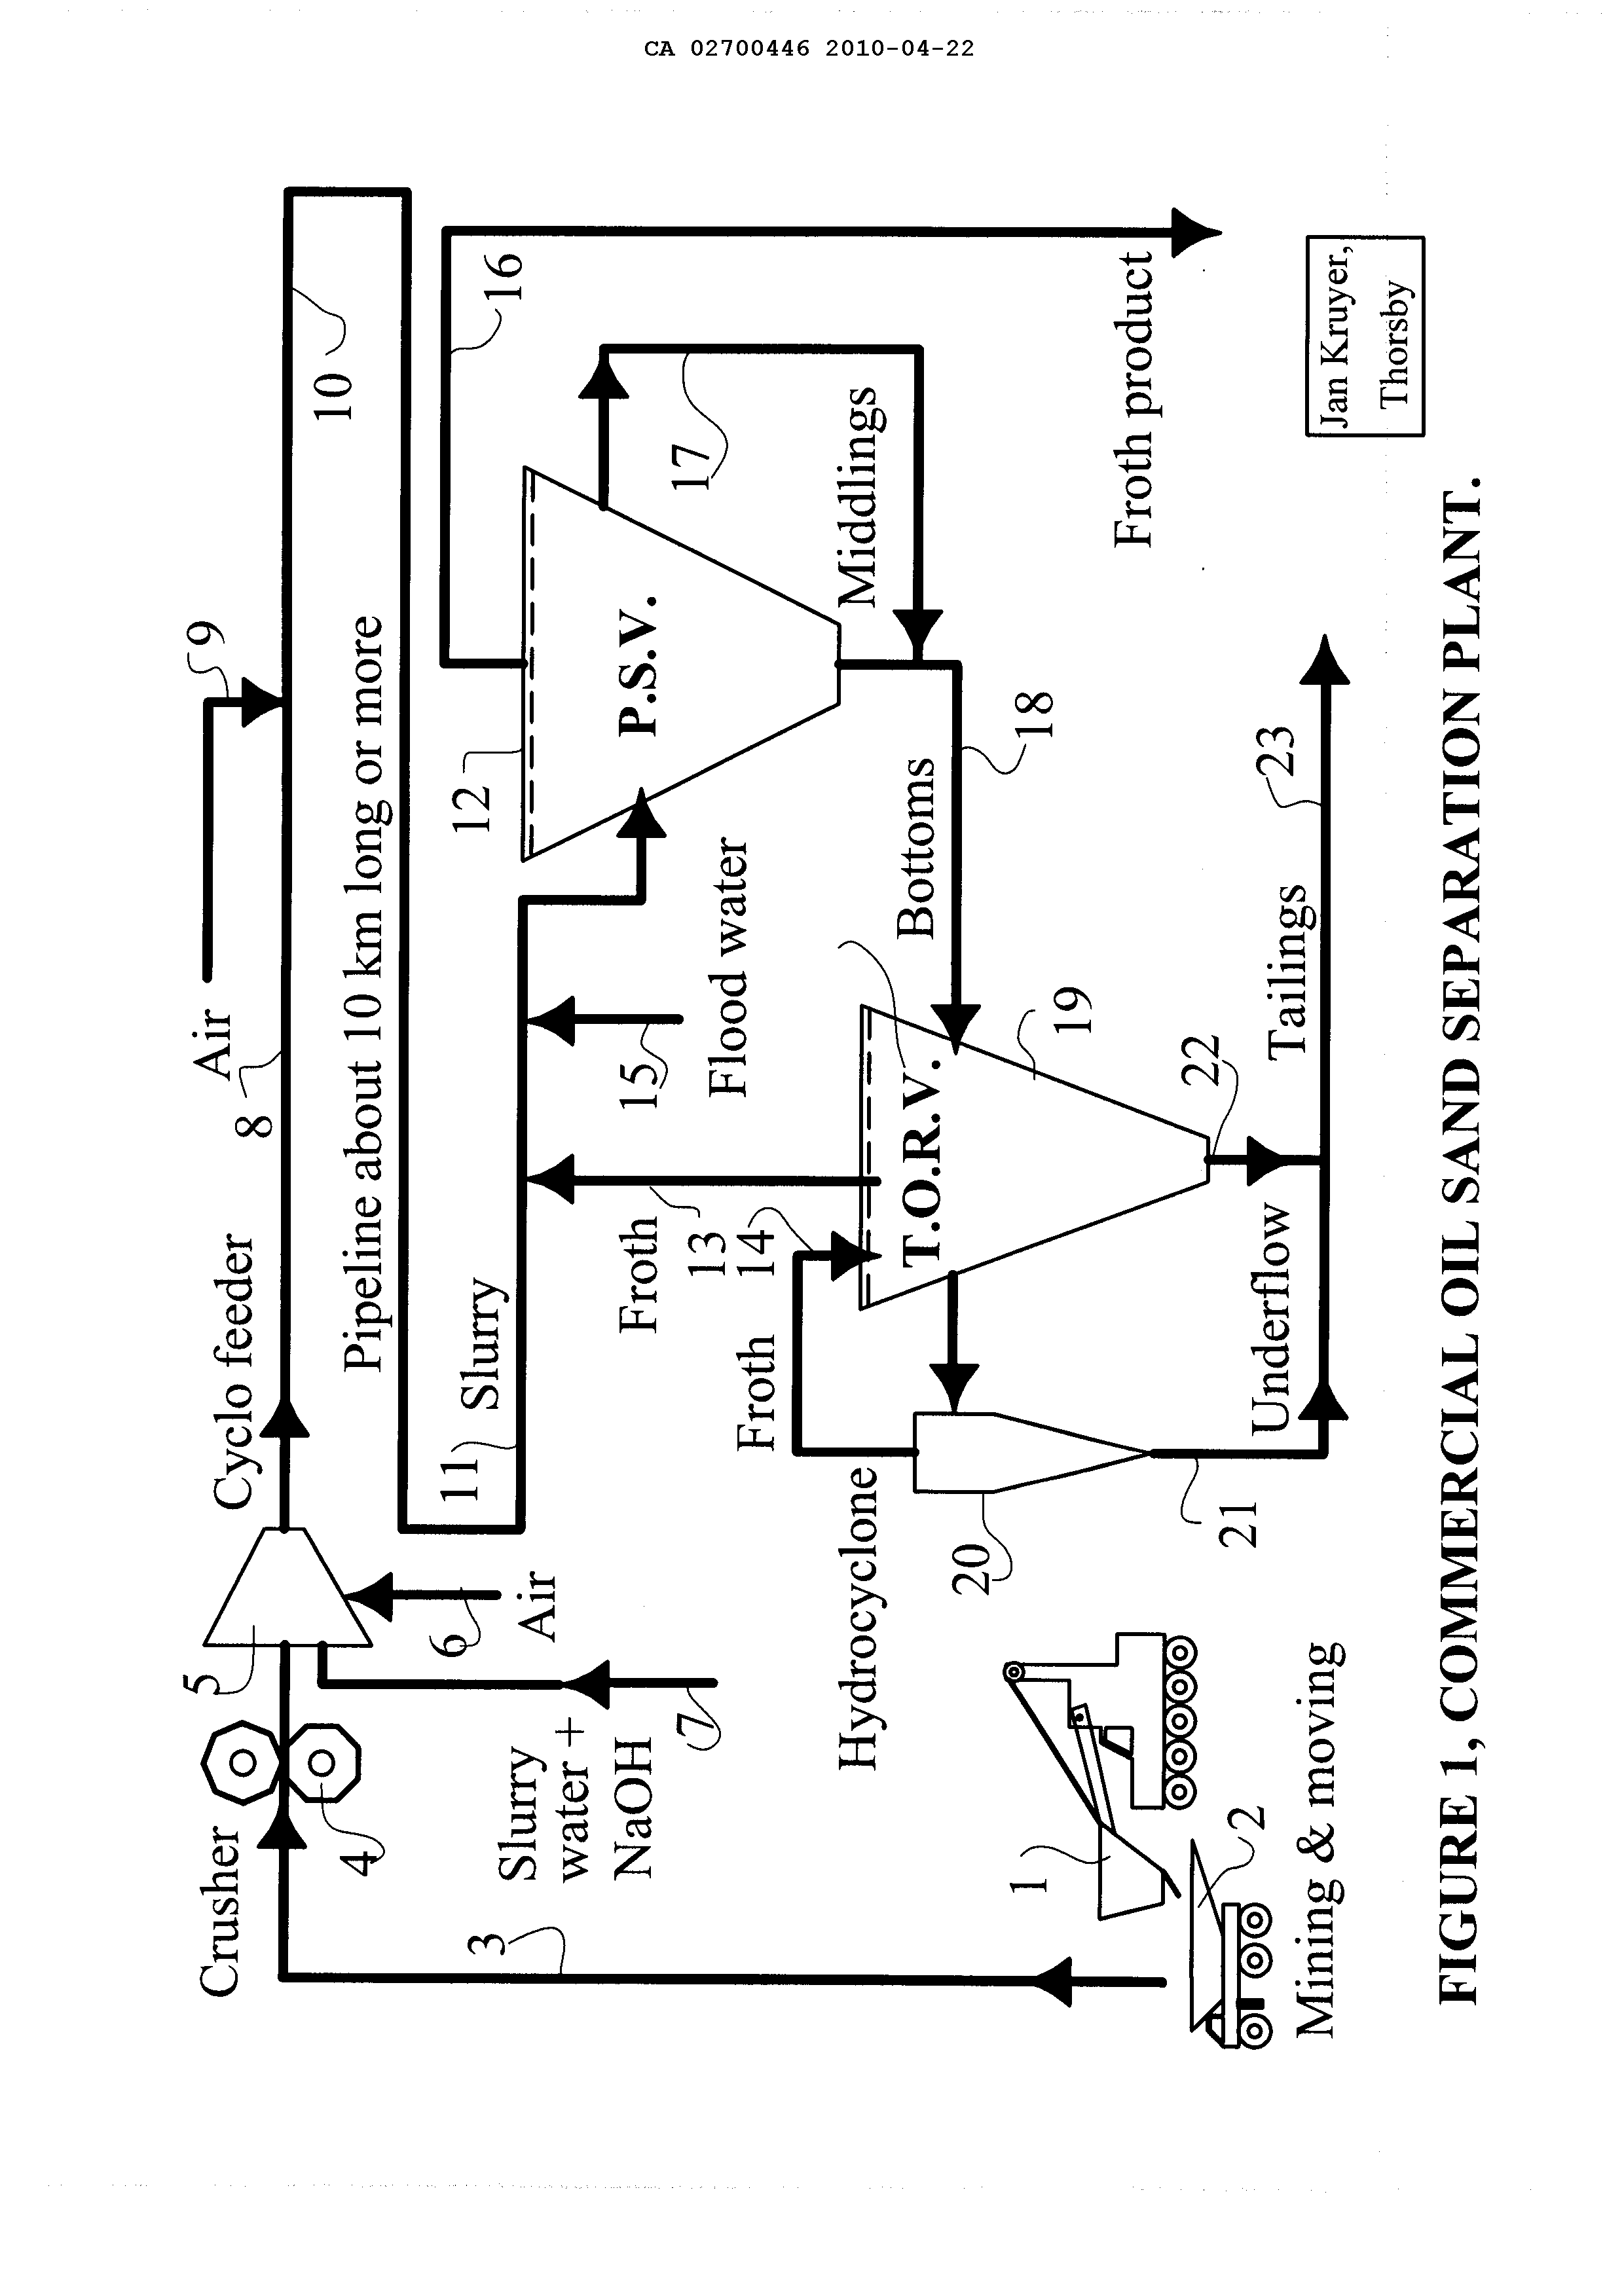 CA 02700446 2010-04-22
Crusher
5
Cyclo feeder
8
Air
9
4
6
Air
Pipeline about 10 km long or more
10
3
Slurry
water +
NaOH
7
11
Slurry
12
16
P.S.V.
17
Froth
13
15
Flood water
Froth
14
Middlings
Hydrocyclone
20
T.O.R.V.
Bottoms
18
1
19
Froth product
21
22
2
Underflow
Tailings
23
Mining & moving
Jan Kruyer,
Thorsby
FIGURE 1, COMMERCIAL OIL SAND SEPARATION PLANT.